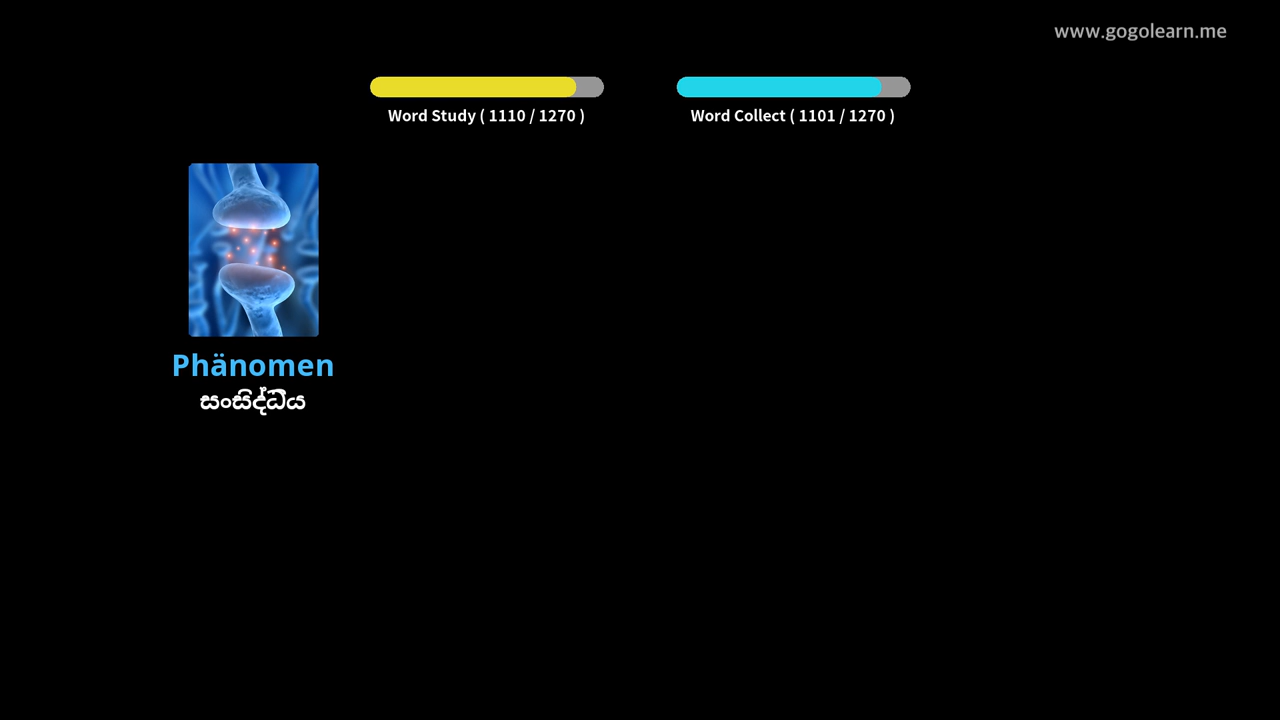 www.gogolearn.me
Word Study ( 1110 / 1270 )
Word Collect ( 1101 / 1270 )
Phänomen
සංසිද්ධිය